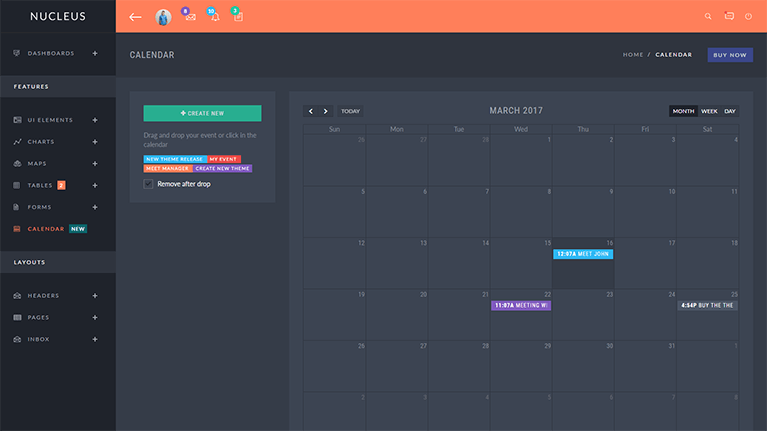 NUCLEUS
8
10
3
DASHBOARDS +
CALENDAR
HOME / CALENDAR
BUY NOW
FEATURES
UI ELEMENTS +
CHARTS +
MAPS +
TABLES 2 +
FORMS +
CALENDAR NEW
LAYOUTS
HEADERS +
PAGES +
INBOX +
+ CREATE NEW
Drag and drop your event or click in the
calendar
NEW THEME RELEASE MY EVENT
MEET MANAGER CREATE NEW THEME
Remove after drop
TODAY
MARCH 2017
MONTH WEEK DAY
Sun Mon Tue Wed Thu Fri Sat
26 27 28 1 2 3 4
5 6 7 8 9 10 11
12 13 14 15 16 17 18
12:07A MEET JOHN
19 20 21 22 23 24 25
11:07A MEETING WI
4:54P BUY THE THE
26 27 28 29 30 31 1
2 3 4 5 6 7 8